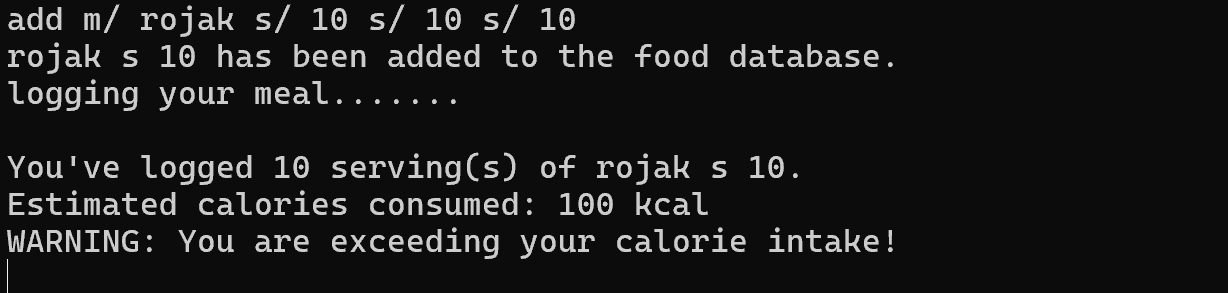 add m/ rojak s/ 10 s/ 10 s/ 10
rojak s 10 has been added to the food database.
logging your meal.......
You've logged 10 serving(s) of rojak s 10.
Estimated calories consumed: 100 kcal
WARNING: You are exceeding your calorie intake!